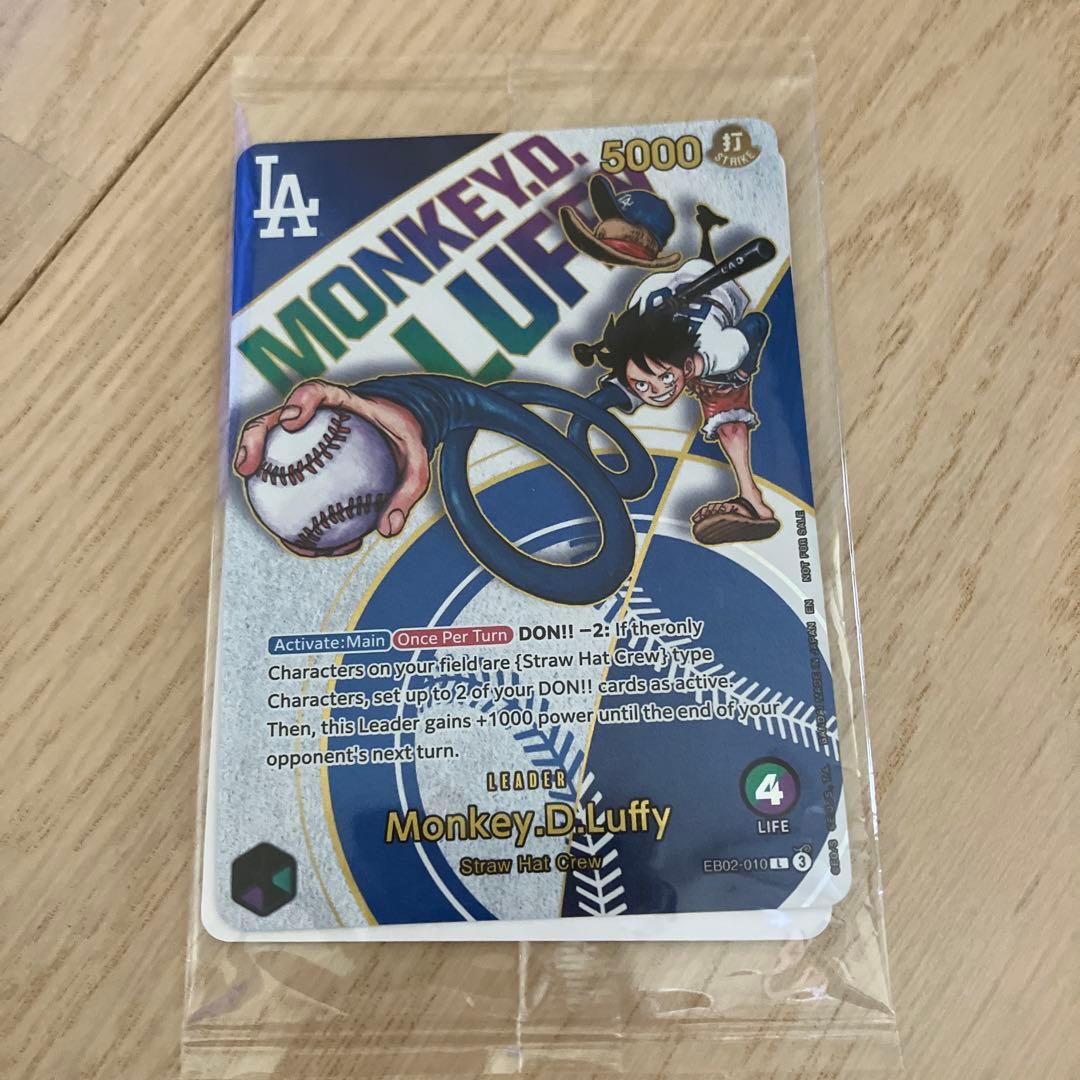 LA
MONKEY.D.
LUFFY
5000
打
STRIKE
LAD
Activate:Main Once Per Turn DON!! −2: If the only
Characters on your field are {Straw Hat Crew} type
Characters, set up to 2 of your DON!! cards as active.
Then, this Leader gains +1000 power until the end of your
opponent's next turn.
LEADER
Monkey.D.Luffy
Straw Hat Crew
4
LIFE
EB02-010 L 3
BANDAI MADE IN JAPAN EN NOT FOR SALE